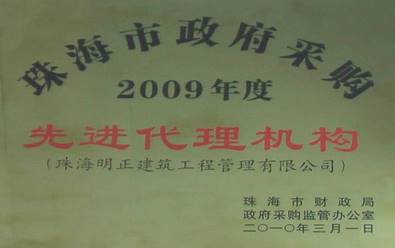 珠海市政府采购
2009年度
先进代理机构
(珠海明正建筑工程管理有限公司)
珠海市财政局
政府采购监管办公室
二〇一〇年三月一日